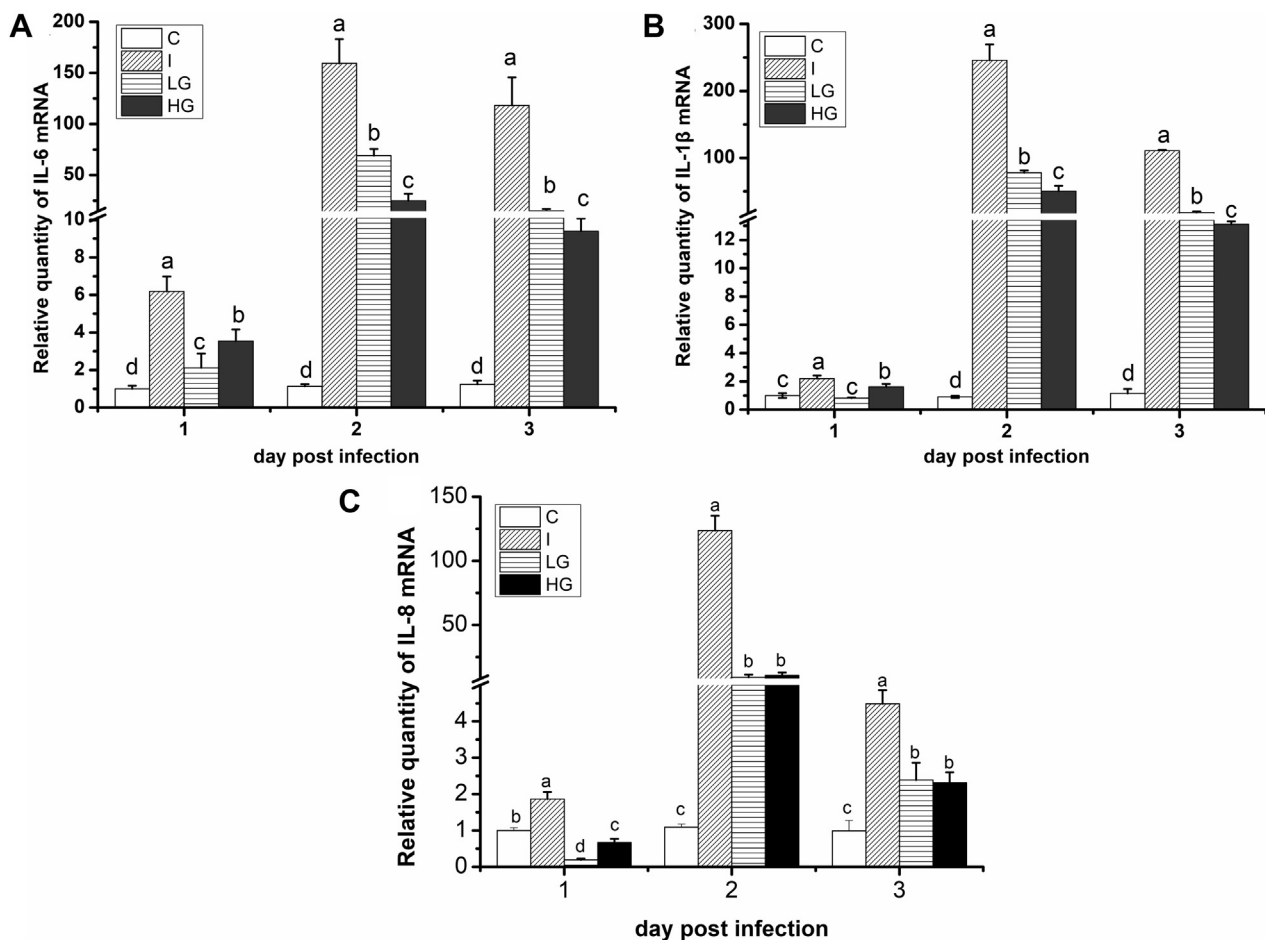 A
Relative quantity of IL-6 mRNA
200
150
100
75
50
25
10
8
6
4
2
0
C
I
LG
HG
d a c b
d a b c
d a b c
1 2 3
day post infection
B
Relative quantity of IL-1β mRNA
300
200
100
12
10
8
6
4
2
0
C
I
LG
HG
c a c b
d a b c
d a b c
1 2 3
day post infection
C
Relative quantity of IL-8 mRNA
150
100
50
4
3
2
1
0
C
I
LG
HG
b a d c
c a b b
c a b b
1 2 3
day post infection